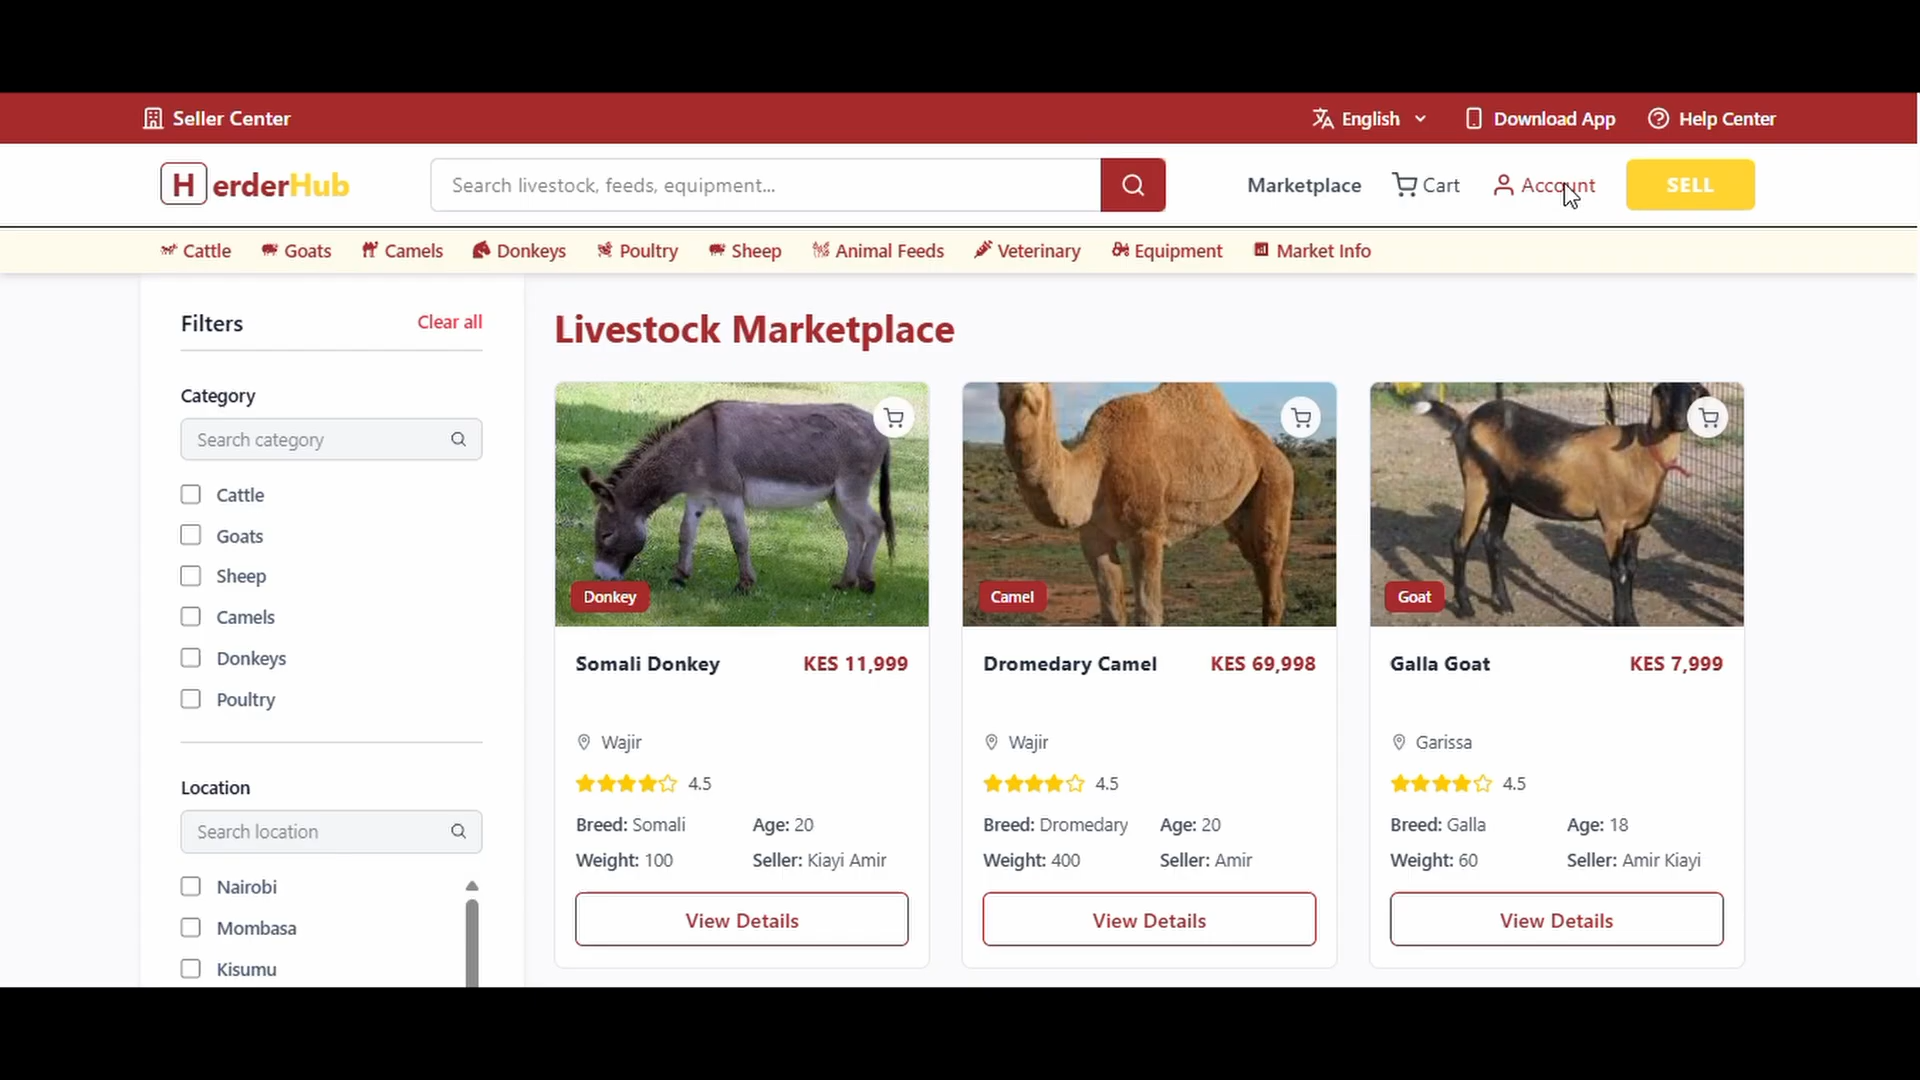 Seller Center
English
Download App
Help Center
HerderHub
Search livestock, feeds, equipment...
Marketplace
Cart
Account
SELL
Cattle
Goats
Camels
Donkeys
Poultry
Sheep
Animal Feeds
Veterinary
Equipment
Market Info
Filters
Clear all
Category
Search category
Cattle
Goats
Sheep
Camels
Donkeys
Poultry
Location
Search location
Nairobi
Mombasa
Kisumu
Livestock Marketplace
Donkey
Somali Donkey KES 11,999
Wajir
4.5
Breed: Somali Age: 20
Weight: 100 Seller: Kiayi Amir
View Details
Camel
Dromedary Camel KES 69,998
Wajir
4.5
Breed: Dromedary Age: 20
Weight: 400 Seller: Amir
View Details
Goat
Galla Goat KES 7,999
Garissa
4.5
Breed: Galla Age: 18
Weight: 60 Seller: Amir Kiayi
View Details